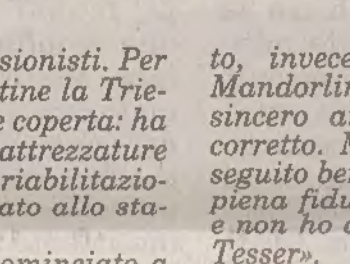 sionisti. Per
tine la Trie-
e coperta: ha
attrezzature
riabilitazio-
ato allo sta-
ominciato a
to, invece
Mandorlin
sincero a
corretto.
seguito be
piena fidu
e non ho
Tesser».